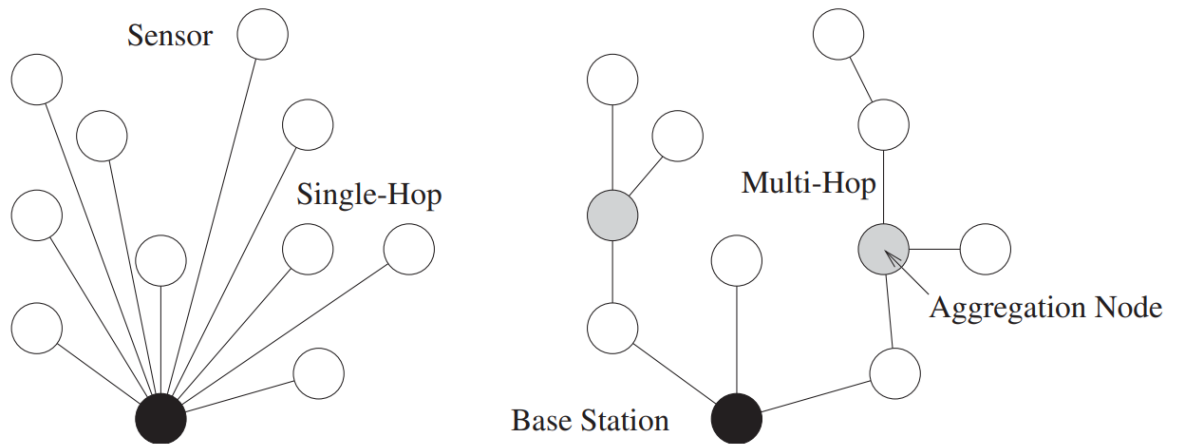 Sensor
Single-Hop
Multi-Hop
Aggregation Node
Base Station